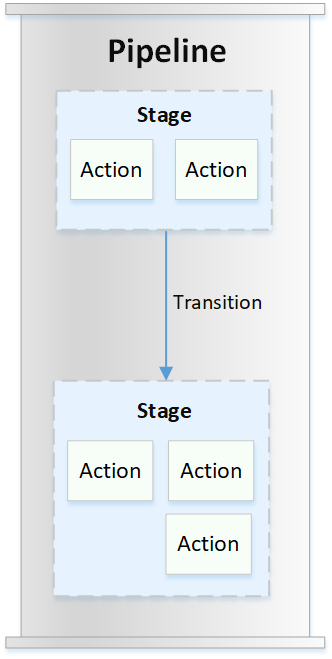 Pipeline
Stage
Action Action
Transition
Stage
Action Action
Action